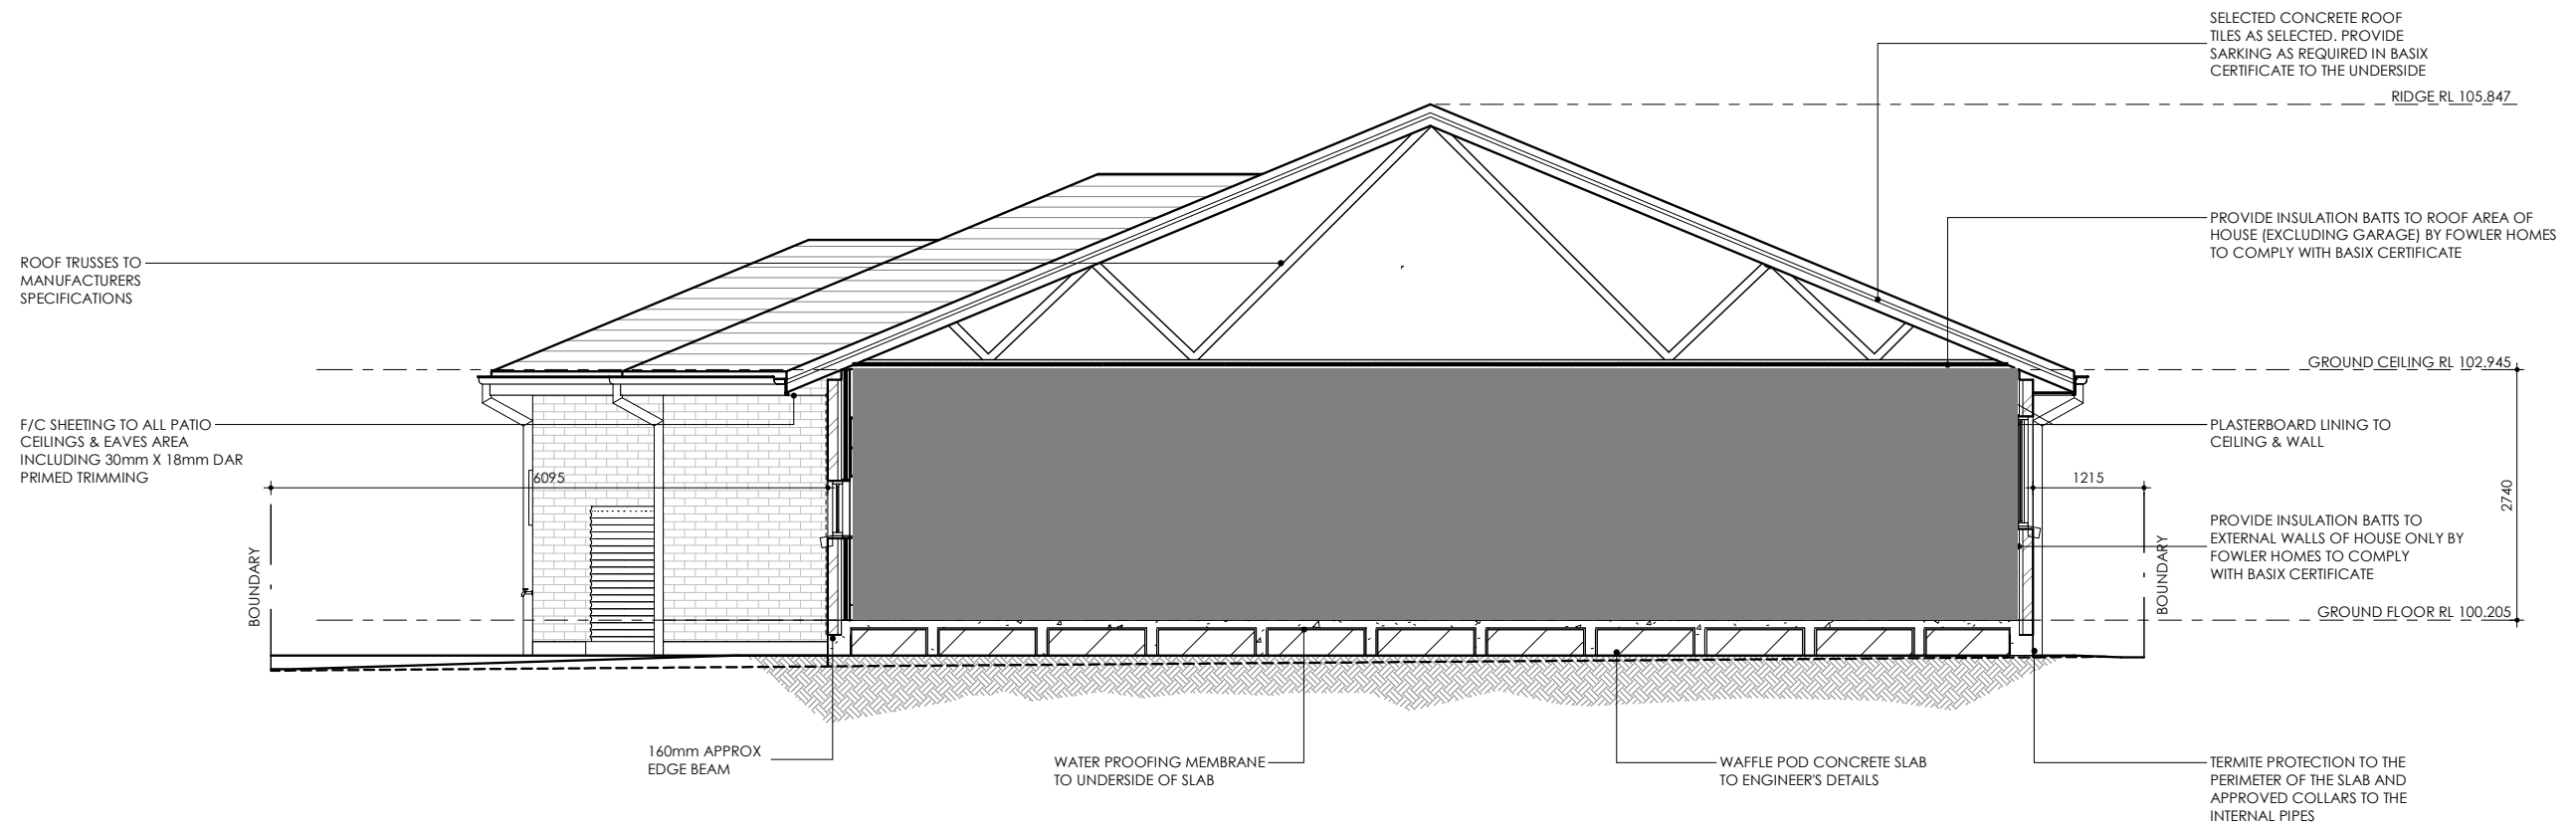 SELECTED CONCRETE ROOF
TILES AS SELECTED. PROVIDE
SARKING AS REQUIRED IN BASIX
CERTIFICATE TO THE UNDERSIDE
RIDGE RL 105.847
PROVIDE INSULATION BATTS TO ROOF AREA OF
HOUSE (EXCLUDING GARAGE) BY FOWLER HOMES
TO COMPLY WITH BASIX CERTIFICATE
ROOF TRUSSES TO
MANUFACTURERS
SPECIFICATIONS
GROUND CEILING RL 102.945
F/C SHEETING TO ALL PATIO
CEILINGS & EAVES AREA
INCLUDING 30mm X 18mm DAR
PRIMED TRIMMING
PLASTERBOARD LINING TO
CEILING & WALL
6095
1215
2740
PROVIDE INSULATION BATTS TO
EXTERNAL WALLS OF HOUSE ONLY BY
FOWLER HOMES TO COMPLY
WITH BASIX CERTIFICATE
BOUNDARY
BOUNDARY
GROUND FLOOR RL 100.205
160mm APPROX
EDGE BEAM
WATER PROOFING MEMBRANE
TO UNDERSIDE OF SLAB
WAFFLE POD CONCRETE SLAB
TO ENGINEER'S DETAILS
TERMITE PROTECTION TO THE
PERIMETER OF THE SLAB AND
APPROVED COLLARS TO THE
INTERNAL PIPES